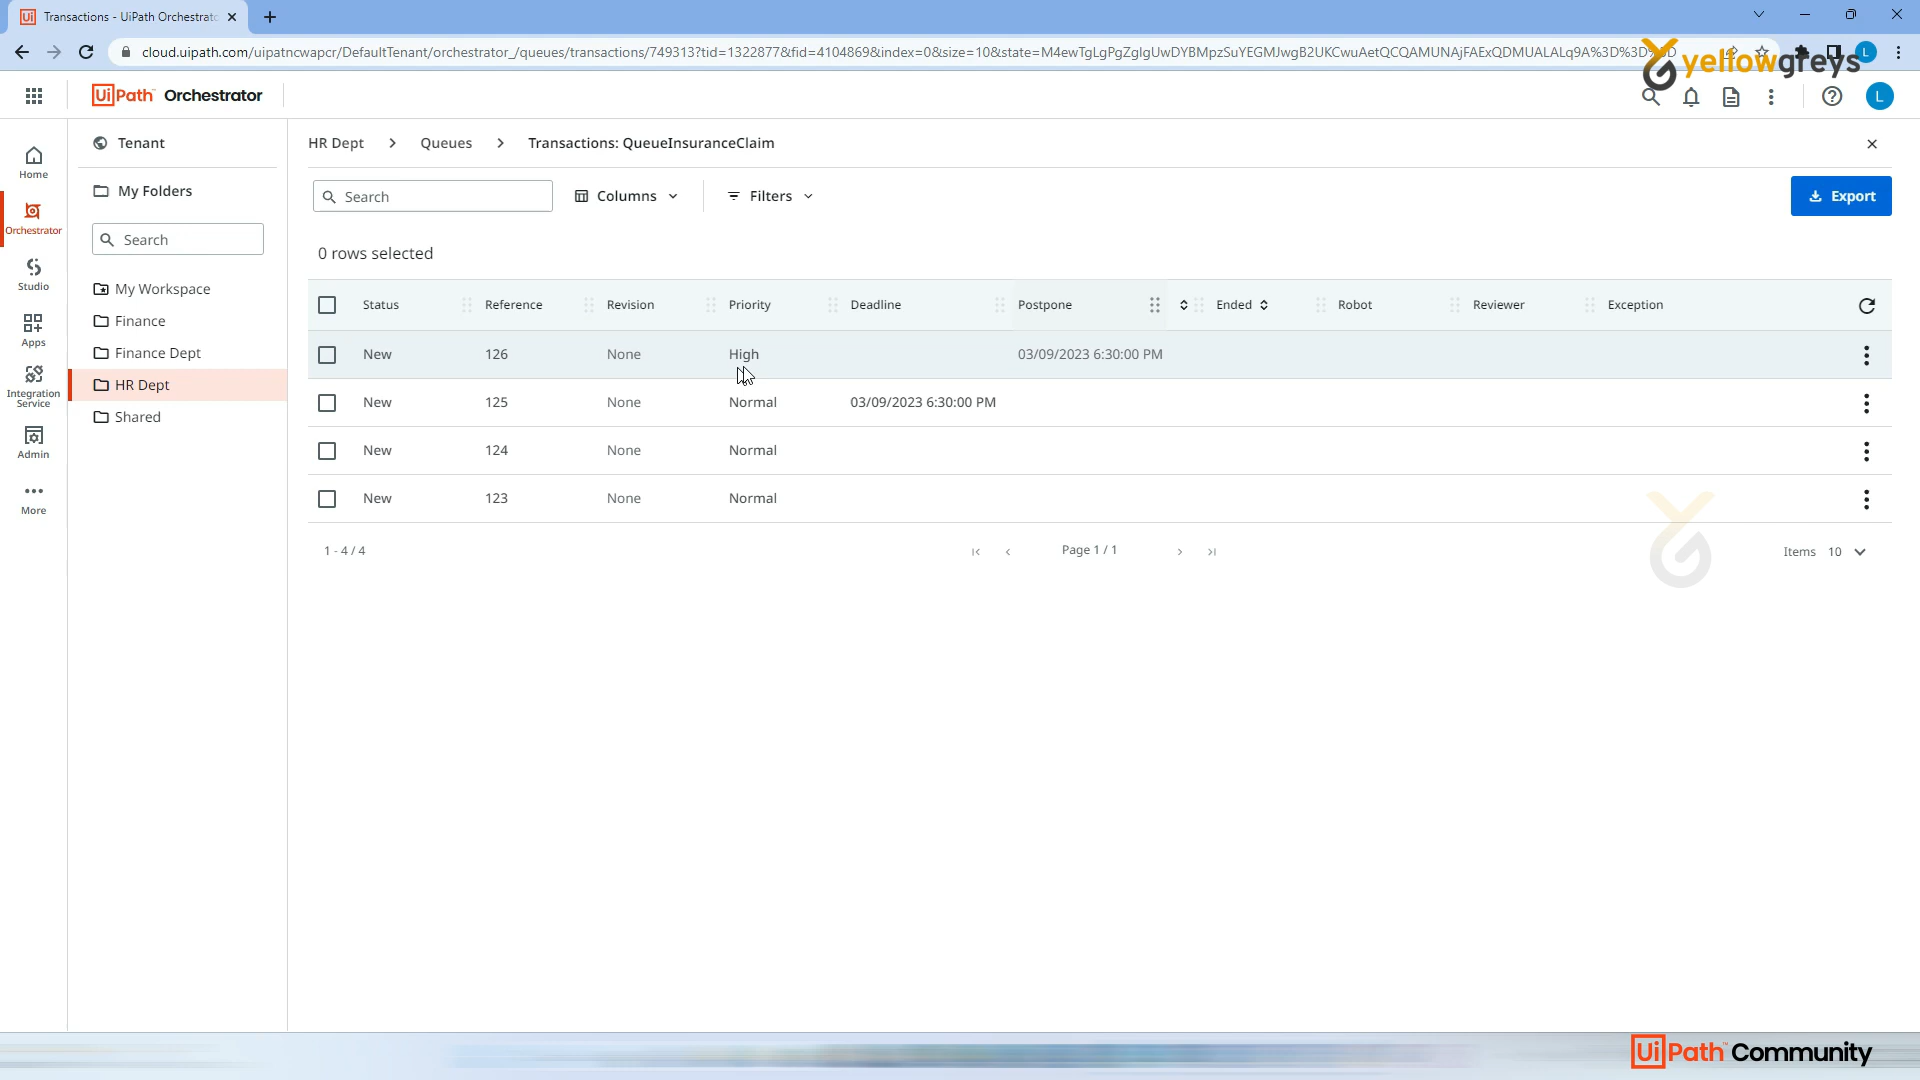 Transactions - UiPath Orchestrato
cloud.uipath.com/uipatncwapcr/DefaultTenant/orchestrator_/queues/transactions/749313?tid=1322877&fid=4104869&index=0&size=10&state=M4ewTgLgPgZglgUwDYBMpzSuYEGMJwgB2UKCwuAetQCQAMUNAjFAExQDMUALALq9A%3D%3D%3D
yellowgreys
UiPath Orchestrator
L
L
Home
Orchestrator
Studio
Apps
Integration Service
Admin
More
Tenant
My Folders
Search
My Workspace
Finance
Finance Dept
HR Dept
Shared
HR Dept > Queues > Transactions: QueueInsuranceClaim
Search Columns Filters Export
0 rows selected
Status Reference Revision Priority Deadline Postpone Ended Robot Reviewer Exception
New 126 None High 03/09/2023 6:30:00 PM
New 125 None Normal 03/09/2023 6:30:00 PM
New 124 None Normal
New 123 None Normal
1 - 4 / 4 Page 1 / 1 Items 10
UiPath Community